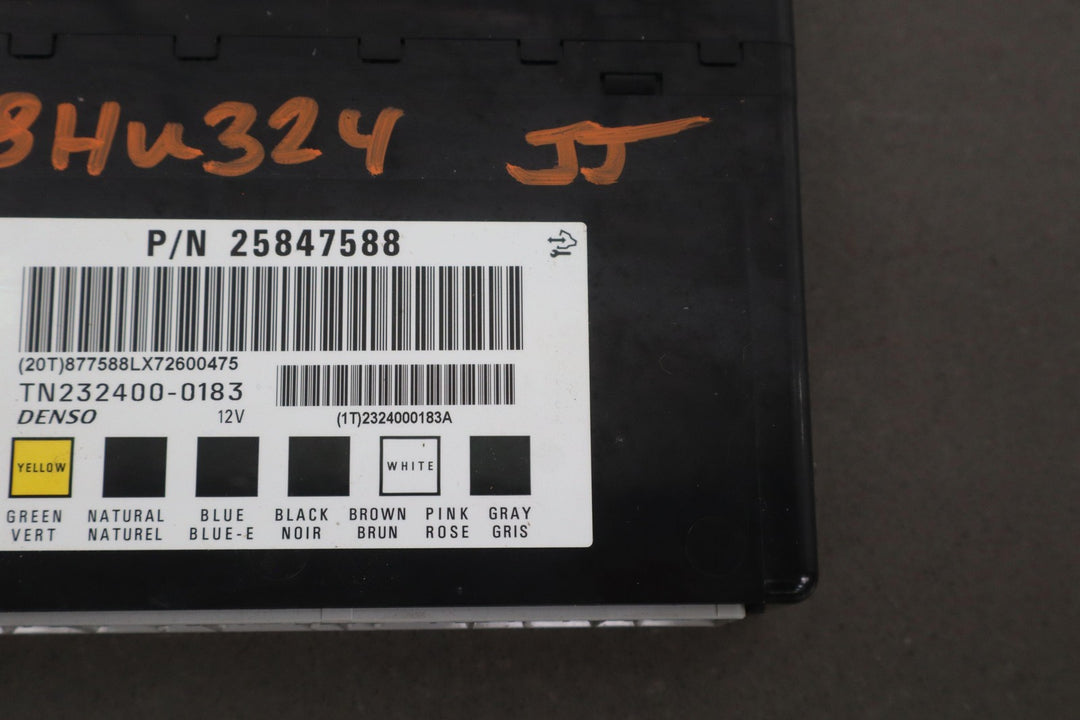 8Hu324 JJ
P/N 25847588
(20T)877588LX72600475
TN232400-0183
DENSO 12V
(1T)2324000183A
YELLOW WHITE
GREEN NATURAL BLUE BLACK BROWN PINK GRAY
VERT NATUREL BLUE-E NOIR BRUN ROSE GRIS